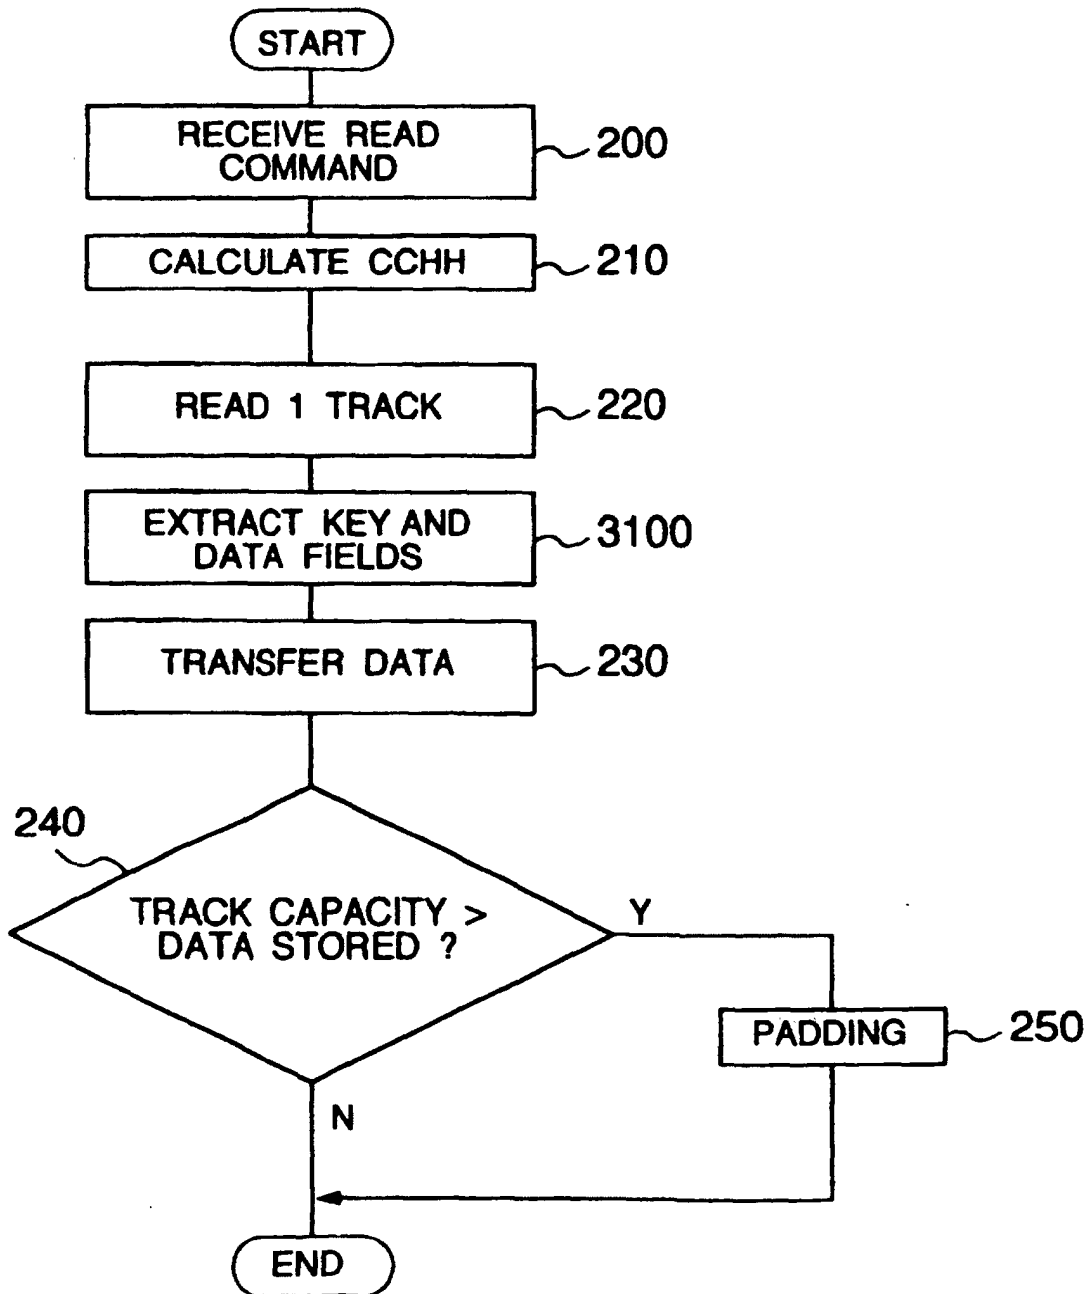 START
RECEIVE READ
COMMAND
200
CALCULATE CCHH
210
READ 1 TRACK
220
EXTRACT KEY AND
DATA FIELDS
3100
TRANSFER DATA
230
240
TRACK CAPACITY >
DATA STORED ?
Y
PADDING
250
N
END